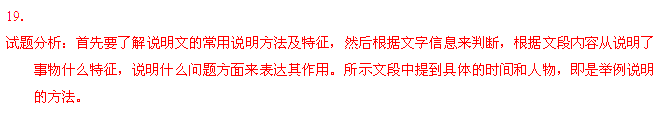 19.
试题分析：首先要了解说明文的常用说明方法及特征，然后根据文字信息来判断，根据文段内容从说明了
事物什么特征，说明什么问题方面来表达其作用。所示文段中提到具体的时间和人物，即是举例说明
的方法。